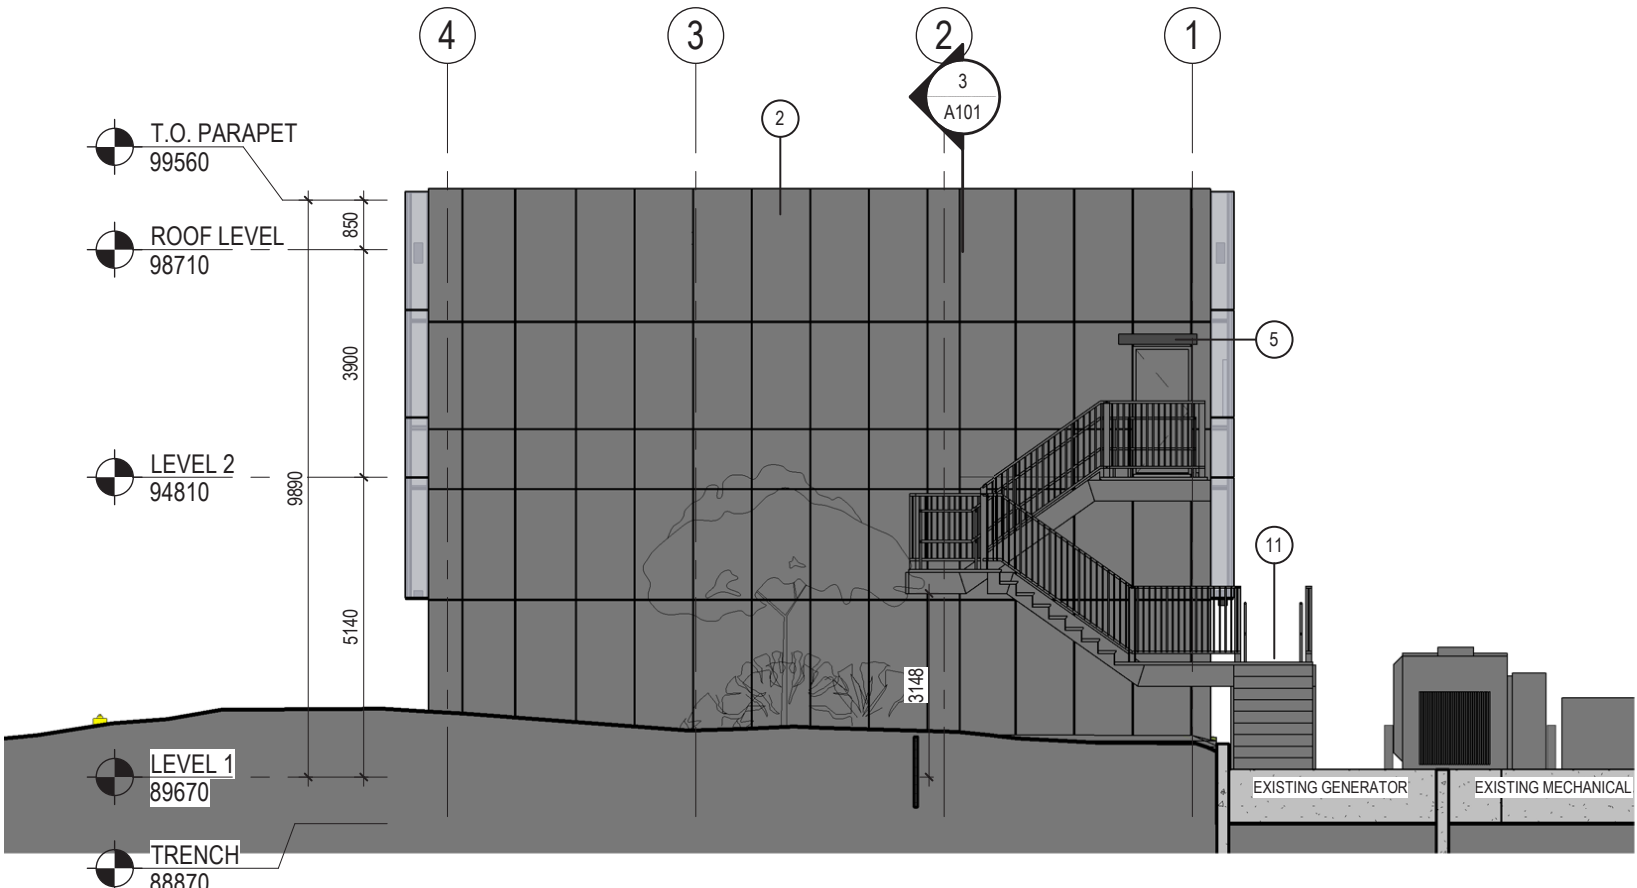 4
3
2
1
3
A101
2
T.O. PARAPET
99560
850
ROOF LEVEL
98710
3900
5
LEVEL 2
94810
9890
11
5140
3148
LEVEL 1
89670
EXISTING GENERATOR
EXISTING MECHANICAL
TRENCH
88870